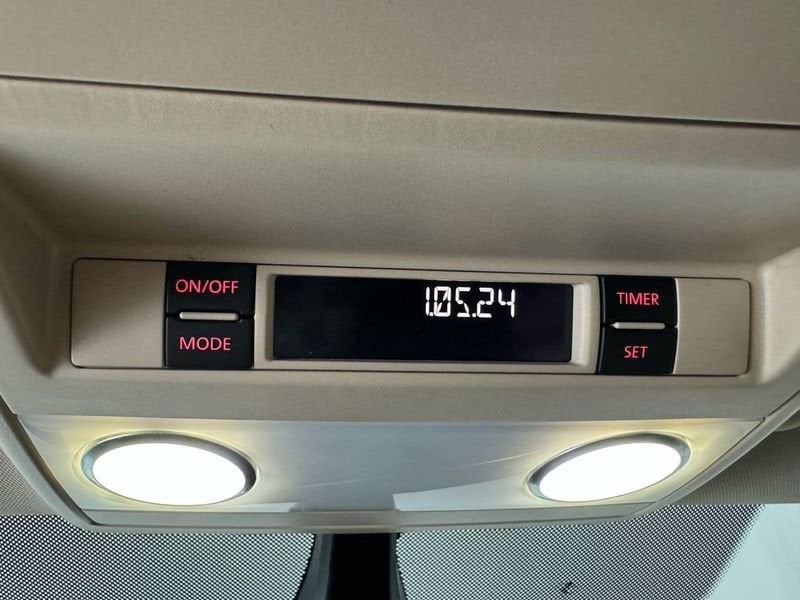 ON/OFF
MODE
1.05.24
TIMER
SET